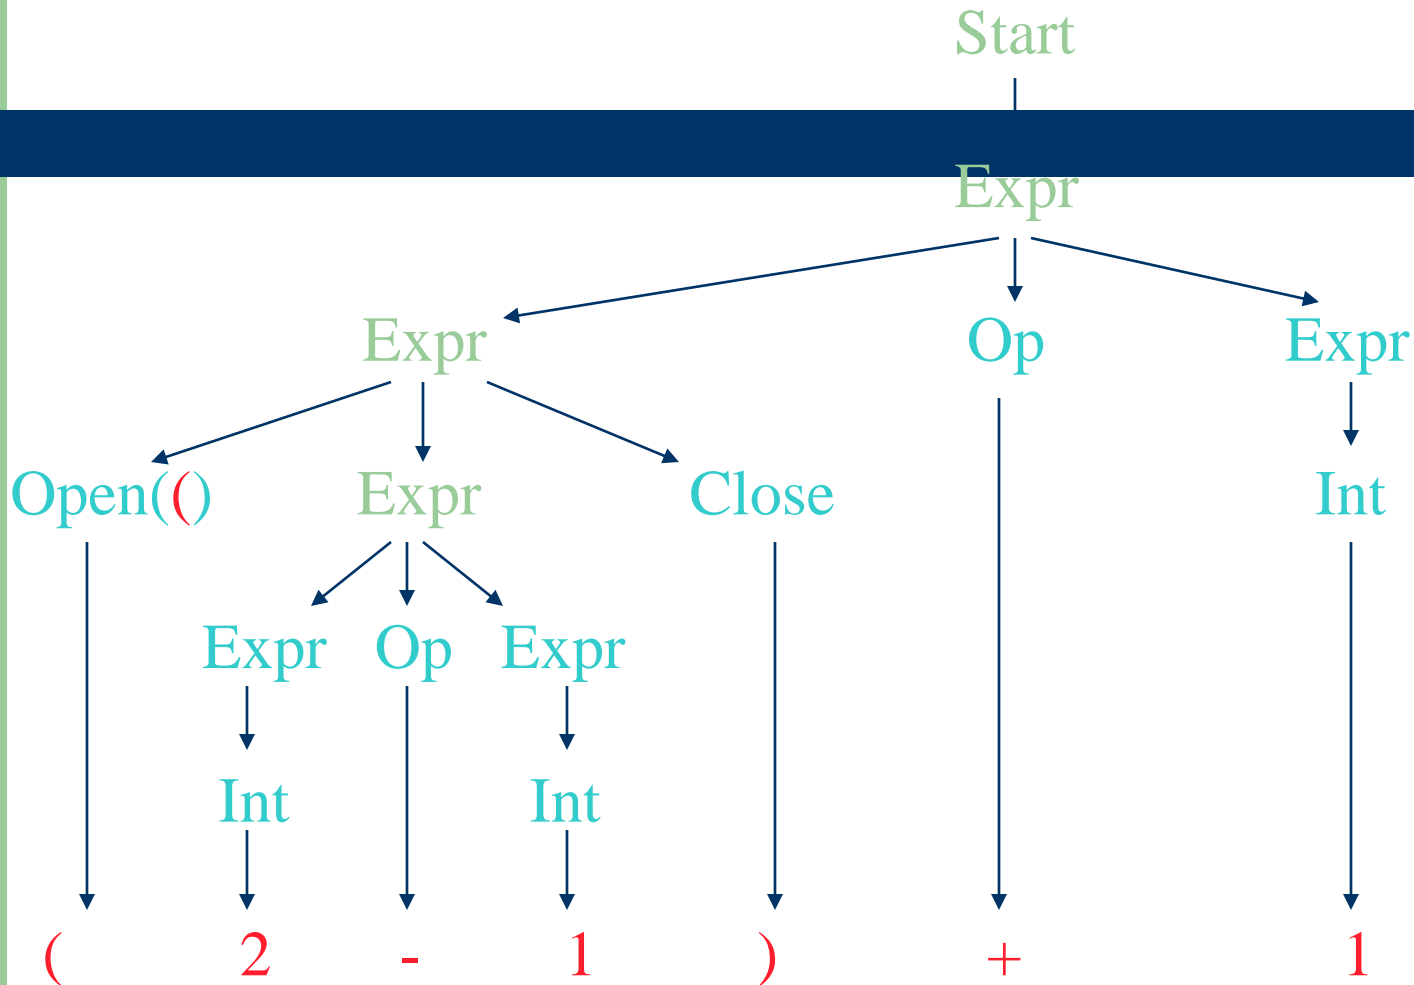 Start
Expr
Expr Op Expr
Open(() Expr Close Int
Expr Op Expr
Int Int
( 2 - 1 ) + 1